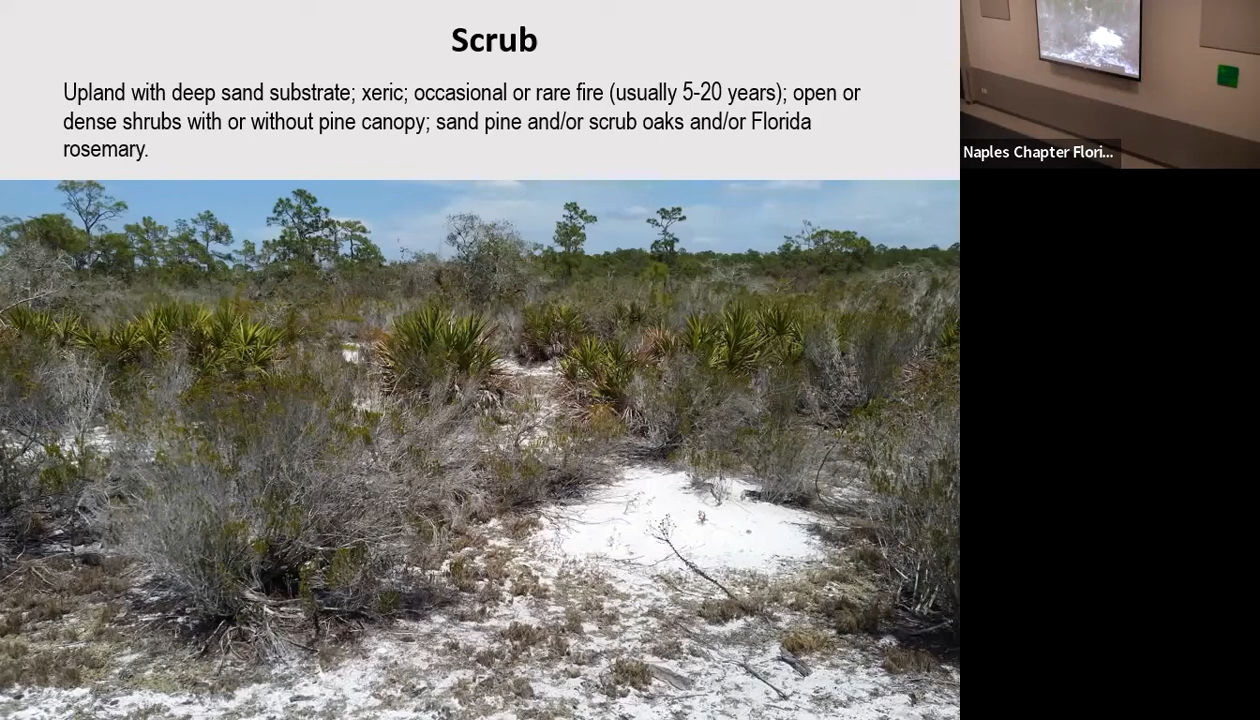 Scrub
Upland with deep sand substrate; xeric; occasional or rare fire (usually 5-20 years); open or
dense shrubs with or without pine canopy; sand pine and/or scrub oaks and/or Florida
rosemary.
Naples Chapter Flori...